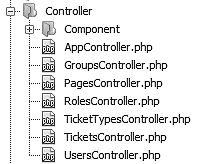 Controller
Component
AppController.php
GroupsController.php
PagesController.php
RolesController.php
TicketTypesController.php
TicketsController.php
UsersController.php